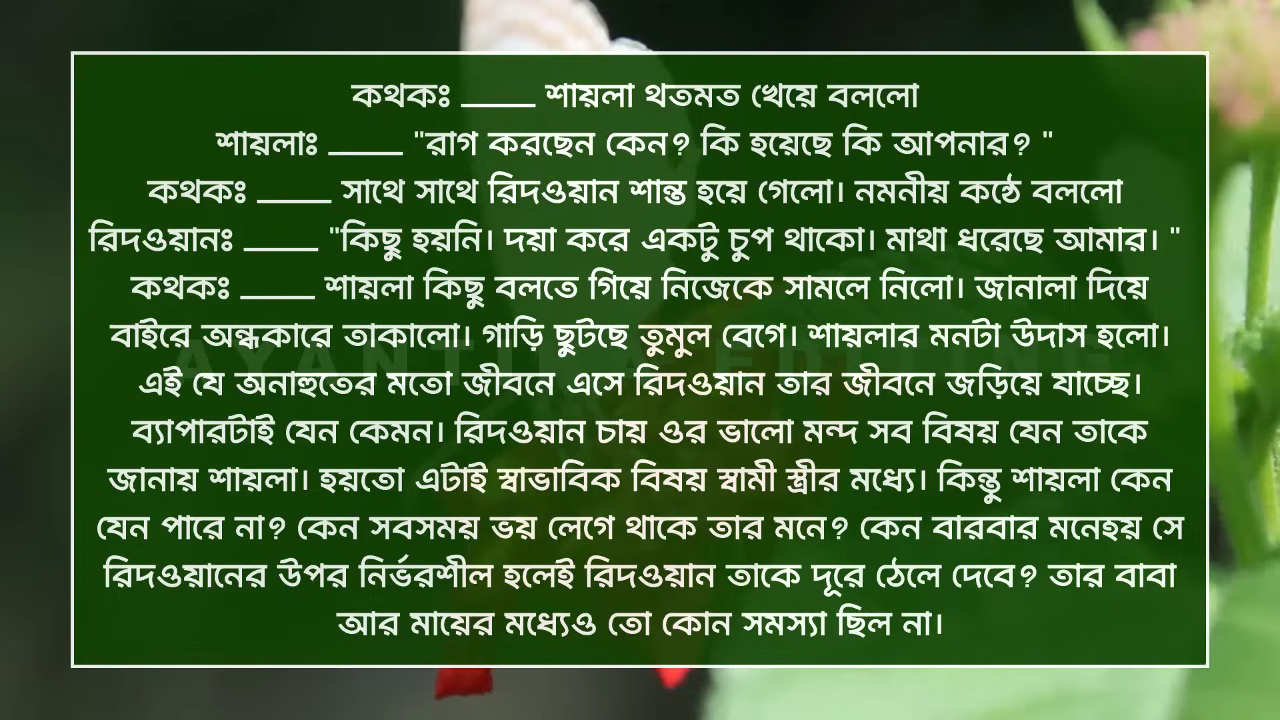 কথকঃ _____ শায়লা থতমত খেয়ে বললো
শায়লাঃ _____ "রাগ করছেন কেন? কি হয়েছে কি আপনার? "
কথকঃ _____ সাথে সাথে রিদওয়ান শান্ত হয়ে গেলো। নমনীয় কন্ঠে বললো
রিদওয়ানঃ _____ "কিছু হয়নি। দয়া করে একটু চুপ থাকো। মাথা ধরেছে আমার। "
কথকঃ _____ শায়লা কিছু বলতে গিয়ে নিজেকে সামলে নিলো। জানালা দিয়ে
বাইরে অন্ধকারে তাকালো। গাড়ি ছুটছে তুমুল বেগে। শায়লার মনটা উদাস হলো।
এই যে অনাহুতের মতো জীবনে এসে রিদওয়ান তার জীবনে জড়িয়ে যাচ্ছে।
ব্যাপারটাই যেন কেমন। রিদওয়ান চায় ওর ভালো মন্দ সব বিষয় যেন তাকে
জানায় শায়লা। হয়তো এটাই স্বাভাবিক বিষয় স্বামী স্ত্রীর মধ্যে। কিন্তু শায়লা কেন
যেন পারে না? কেন সবসময় ভয় লেগে থাকে তার মনে? কেন বারবার মনেহয় সে
রিদওয়ানের উপর নির্ভরশীল হলেই রিদওয়ান তাকে দূরে ঠেলে দেবে? তার বাবা
আর মায়ের মধ্যেও তো কোন সমস্যা ছিল না।